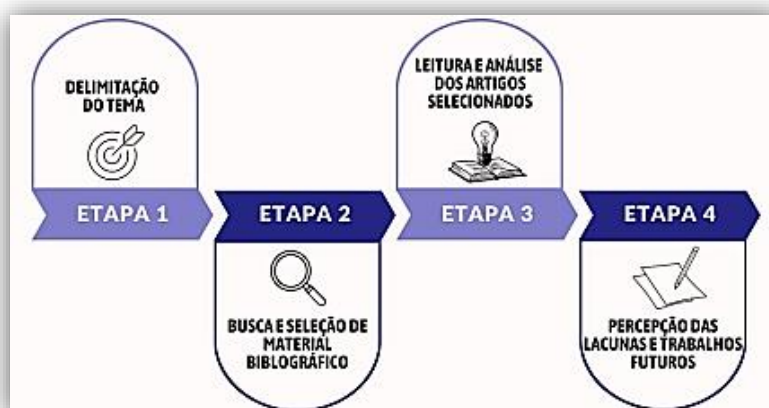 DELIMITAÇÃO
DO TEMA
ETAPA 1
ETAPA 2
BUSCA E SELEÇÃO DE
MATERIAL
BIBLOGRÁFICO
LEITURA E ANÁLISE
DOS ARTIGOS
SELECIONADOS
ETAPA 3
ETAPA 4
PERCEPÇÃO DAS
LACUNAS E TRABALHOS
FUTUROS